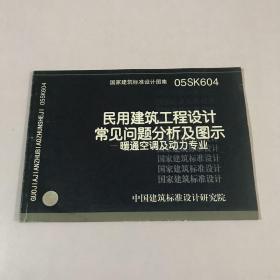 国家建筑标准设计图集 05SK604
民用建筑工程设计
常见问题分析及图示
—暖通空调及动力专业
国家建筑标准设计
国家建筑标准设计
国家建筑标准设计
国家建筑标准设计
中国建筑标准设计研究院
GUOJIAJIANZHUBIAOZHUNSHEJI 05SK604